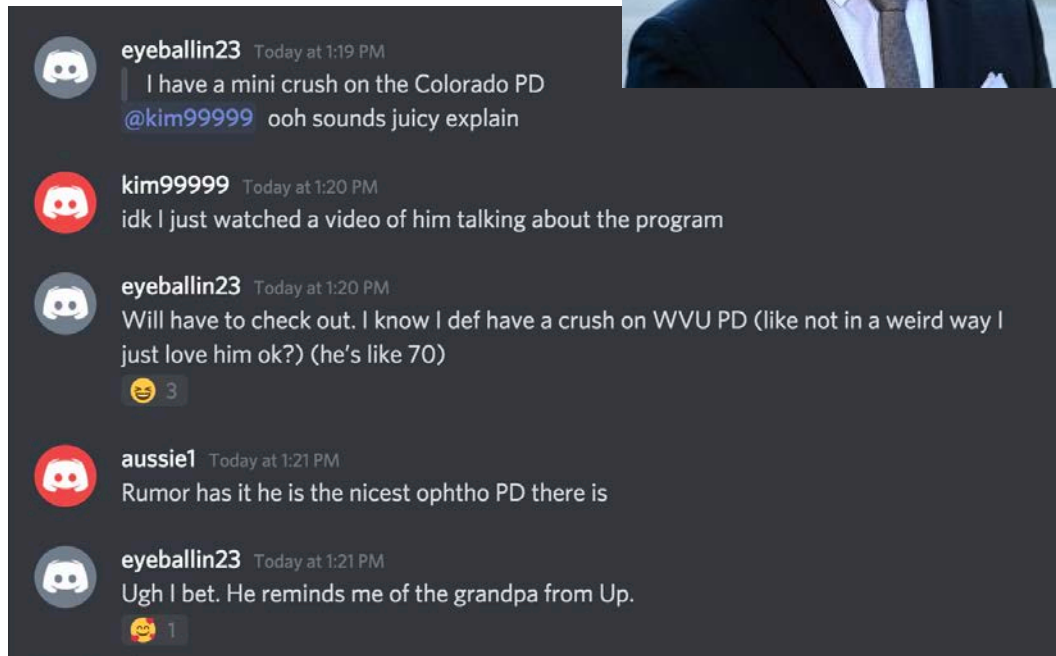 eyeballin23 Today at 1:19 PM
I have a mini crush on the Colorado PD
@kim99999 ooh sounds juicy explain
kim99999 Today at 1:20 PM
idk I just watched a video of him talking about the program
eyeballin23 Today at 1:20 PM
Will have to check out. I know I def have a crush on WVU PD (like not in a weird way I
just love him ok?) (he's like 70)
3
aussie1 Today at 1:21 PM
Rumor has it he is the nicest ophtho PD there is
eyeballin23 Today at 1:21 PM
Ugh I bet. He reminds me of the grandpa from Up.
1